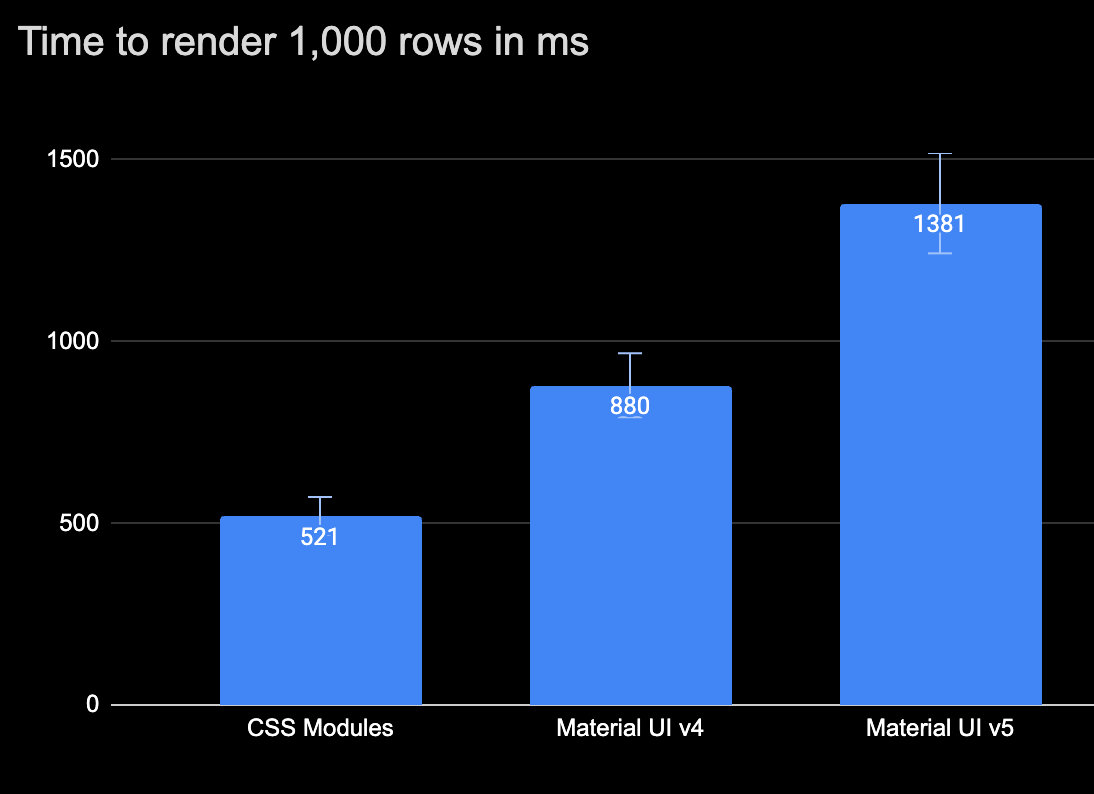 Time to render 1,000 rows in ms
1500
1000
500
0
1381
880
521
CSS Modules
Material UI v4
Material UI v5